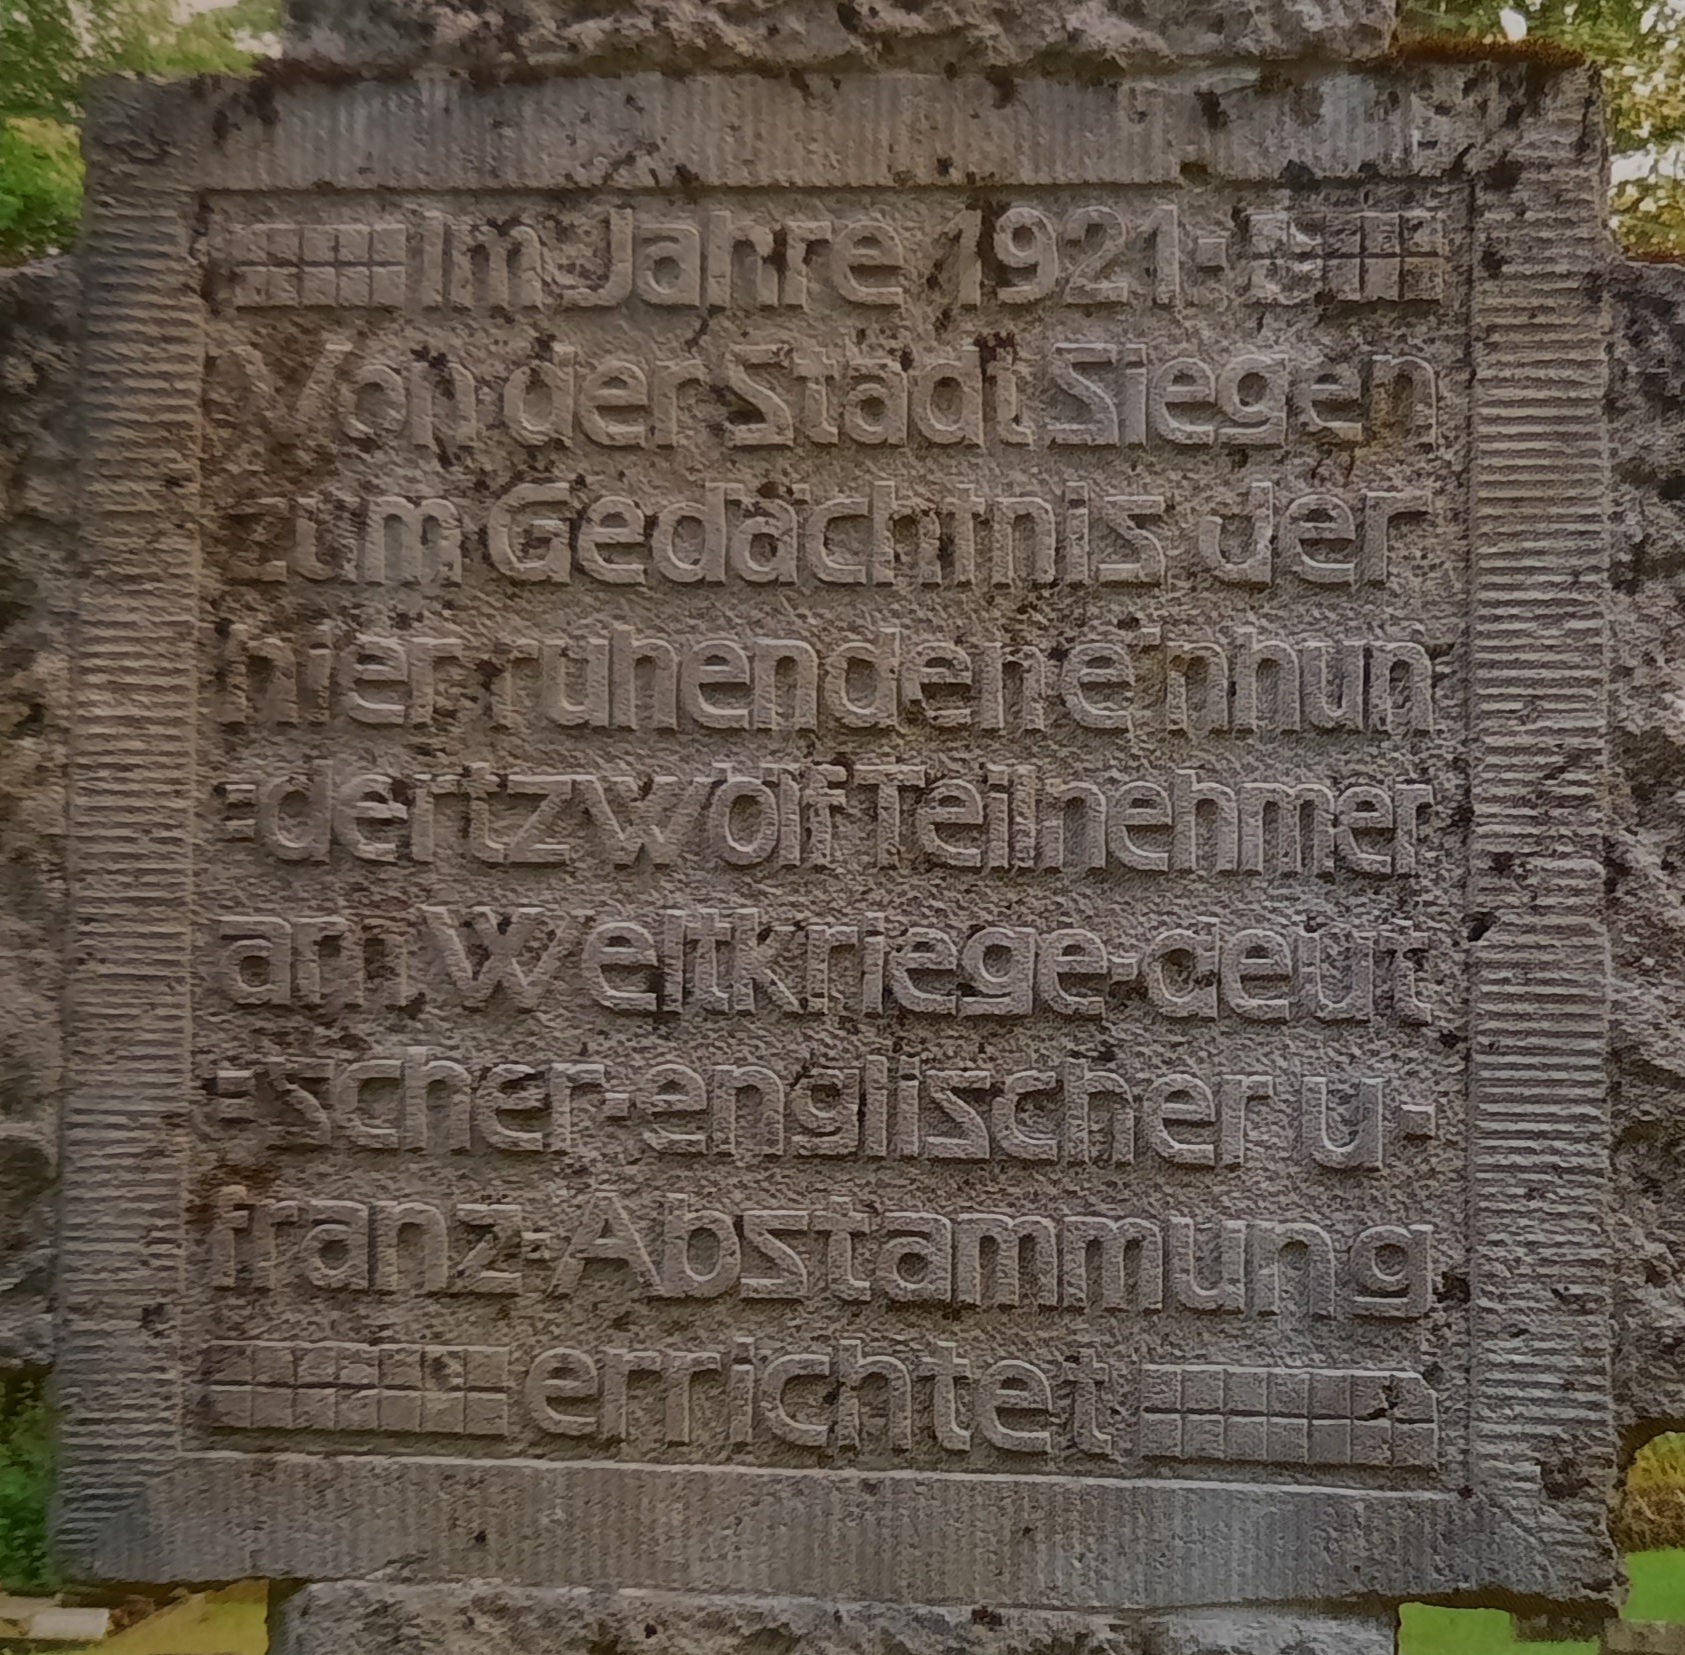 Im Jahre 1921-
Von der Stadt Siegen
zum Gedächtnis der
hier ruhenden einhun
-dertzwölf Teilnehmer
am Weltkriege-deut
-scher-englischer u-
franz-Abstammung
errichtet